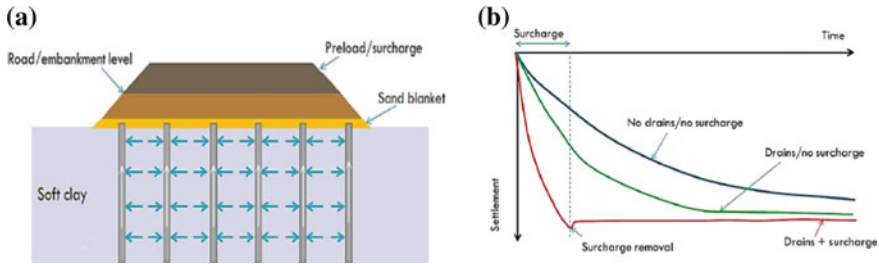 (a)
Preload/surcharge
Road/embankment level
Sand blanket
Soft clay
(b)
Surcharge
Time
No drains/no surcharge
Drains/no surcharge
Settlement
Surcharge removal
Drains + surcharge